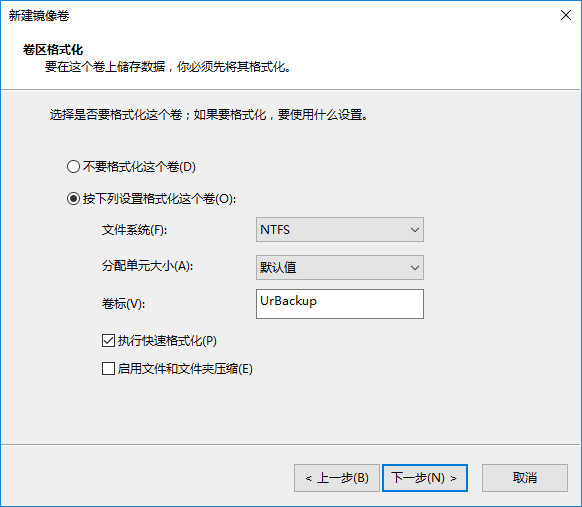 新建镜像卷
卷区格式化
要在这个卷上储存数据，你必须先将其格式化。
选择是否要格式化这个卷；如果要格式化，要使用什么设置。
不要格式化这个卷(D)
按下列设置格式化这个卷(O):
文件系统(F): NTFS
分配单元大小(A): 默认值
卷标(V): UrBackup
执行快速格式化(P)
启用文件和文件夹压缩(E)
< 上一步(B) 下一步(N) > 取消